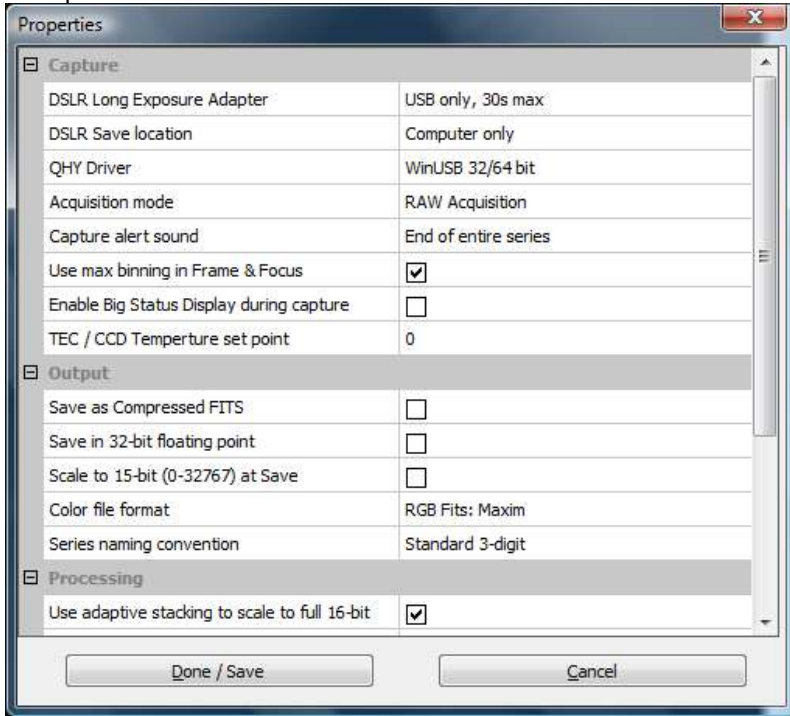 Properties
Capture
DSLR Long Exposure Adapter USB only, 30s max
DSLR Save location Computer only
QHY Driver WinUSB 32/64 bit
Acquisition mode RAW Acquisition
Capture alert sound End of entire series
Use max binning in Frame & Focus
Enable Big Status Display during capture
TEC / CCD Temperture set point 0
Output
Save as Compressed FITS
Save in 32-bit floating point
Scale to 15-bit (0-32767) at Save
Color file format RGB Fits: Maxim
Series naming convention Standard 3-digit
Processing
Use adaptive stacking to scale to full 16-bit
Done / Save Cancel